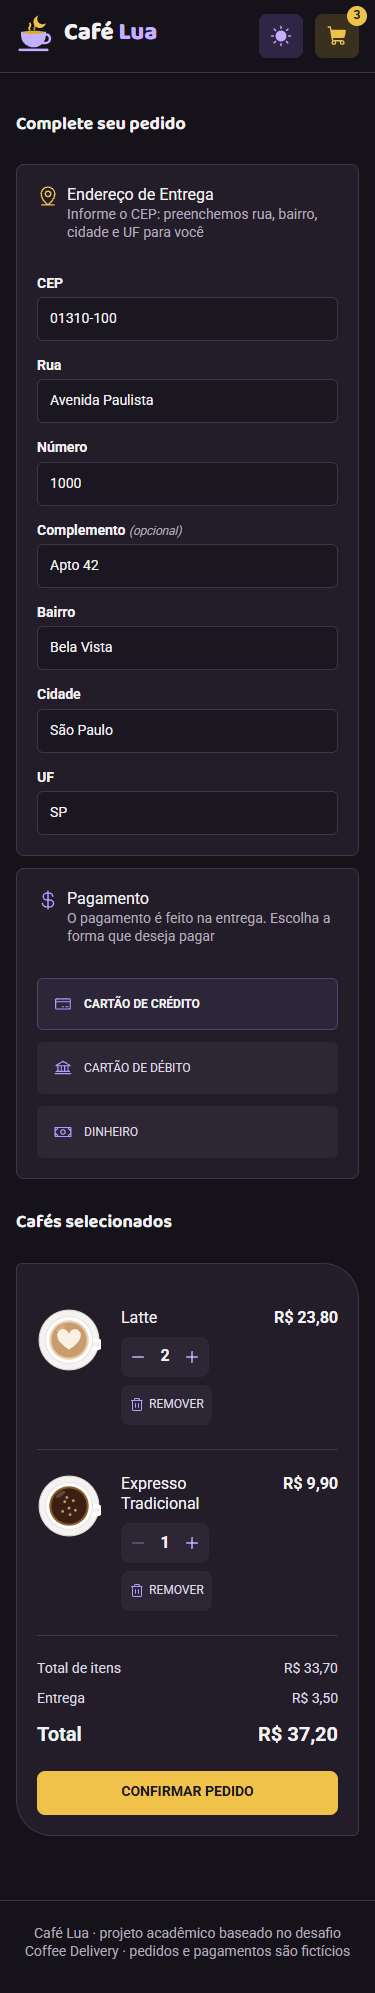 Café Lua
3
Complete seu pedido
Endereço de Entrega
Informe o CEP: preenchemos rua, bairro,
cidade e UF para você
CEP
01310-100
Rua
Avenida Paulista
Número
1000
Complemento (opcional)
Apto 42
Bairro
Bela Vista
Cidade
São Paulo
UF
SP
Pagamento
O pagamento é feito na entrega. Escolha a
forma que deseja pagar
CARTÃO DE CRÉDITO
CARTÃO DE DÉBITO
DINHEIRO
Cafés selecionados
Latte R$ 23,80
2
REMOVER
Expresso R$ 9,90
Tradicional
1
REMOVER
Total de itens R$ 33,70
Entrega R$ 3,50
Total R$ 37,20
CONFIRMAR PEDIDO
Café Lua · projeto acadêmico baseado no desafio
Coffee Delivery · pedidos e pagamentos são fictícios